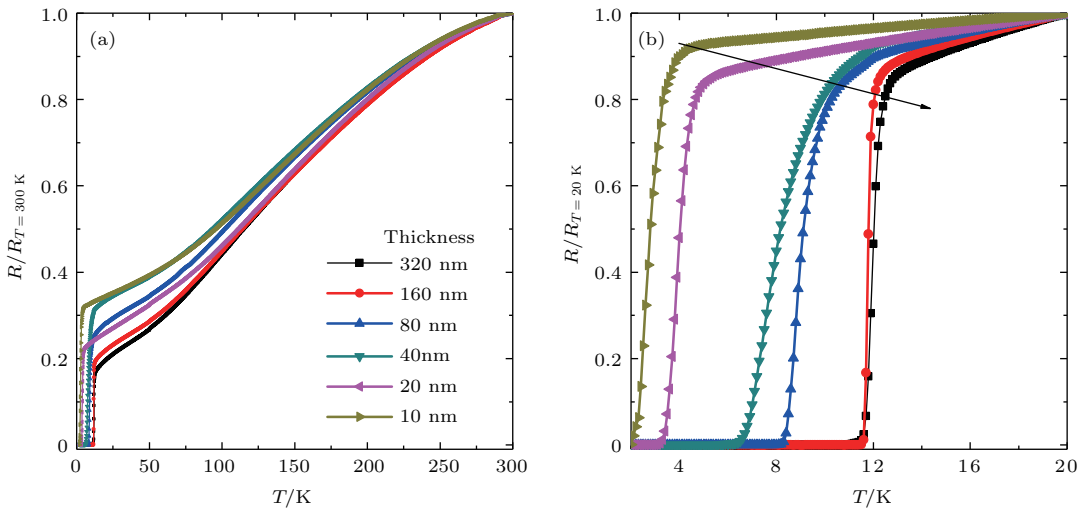 (a)
1.0
0.8
0.6
0.4
0.2
0
R/R_{T = 300 K}
Thickness
320 nm
160 nm
80 nm
40nm
20 nm
10 nm
0 50 100 150 200 250 300
T/K
(b)
1.0
0.8
0.6
0.4
0.2
0
R/R_{T = 20 K}
4 8 12 16 20
T/K